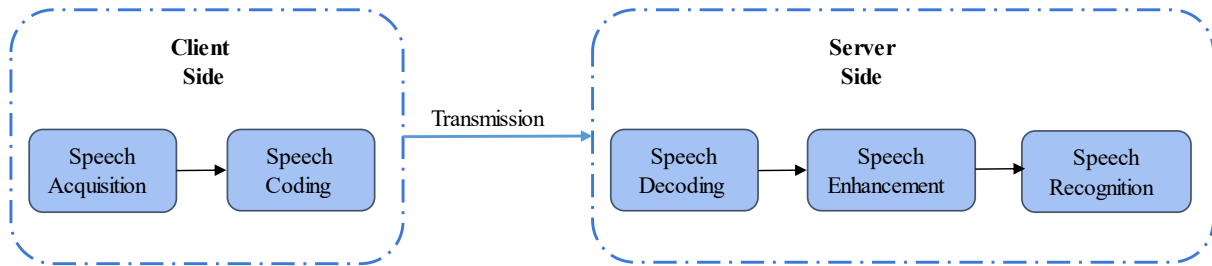 Client
Side
Server
Side
Transmission
Speech
Acquisition
Speech
Coding
Speech
Decoding
Speech
Enhancement
Speech
Recognition